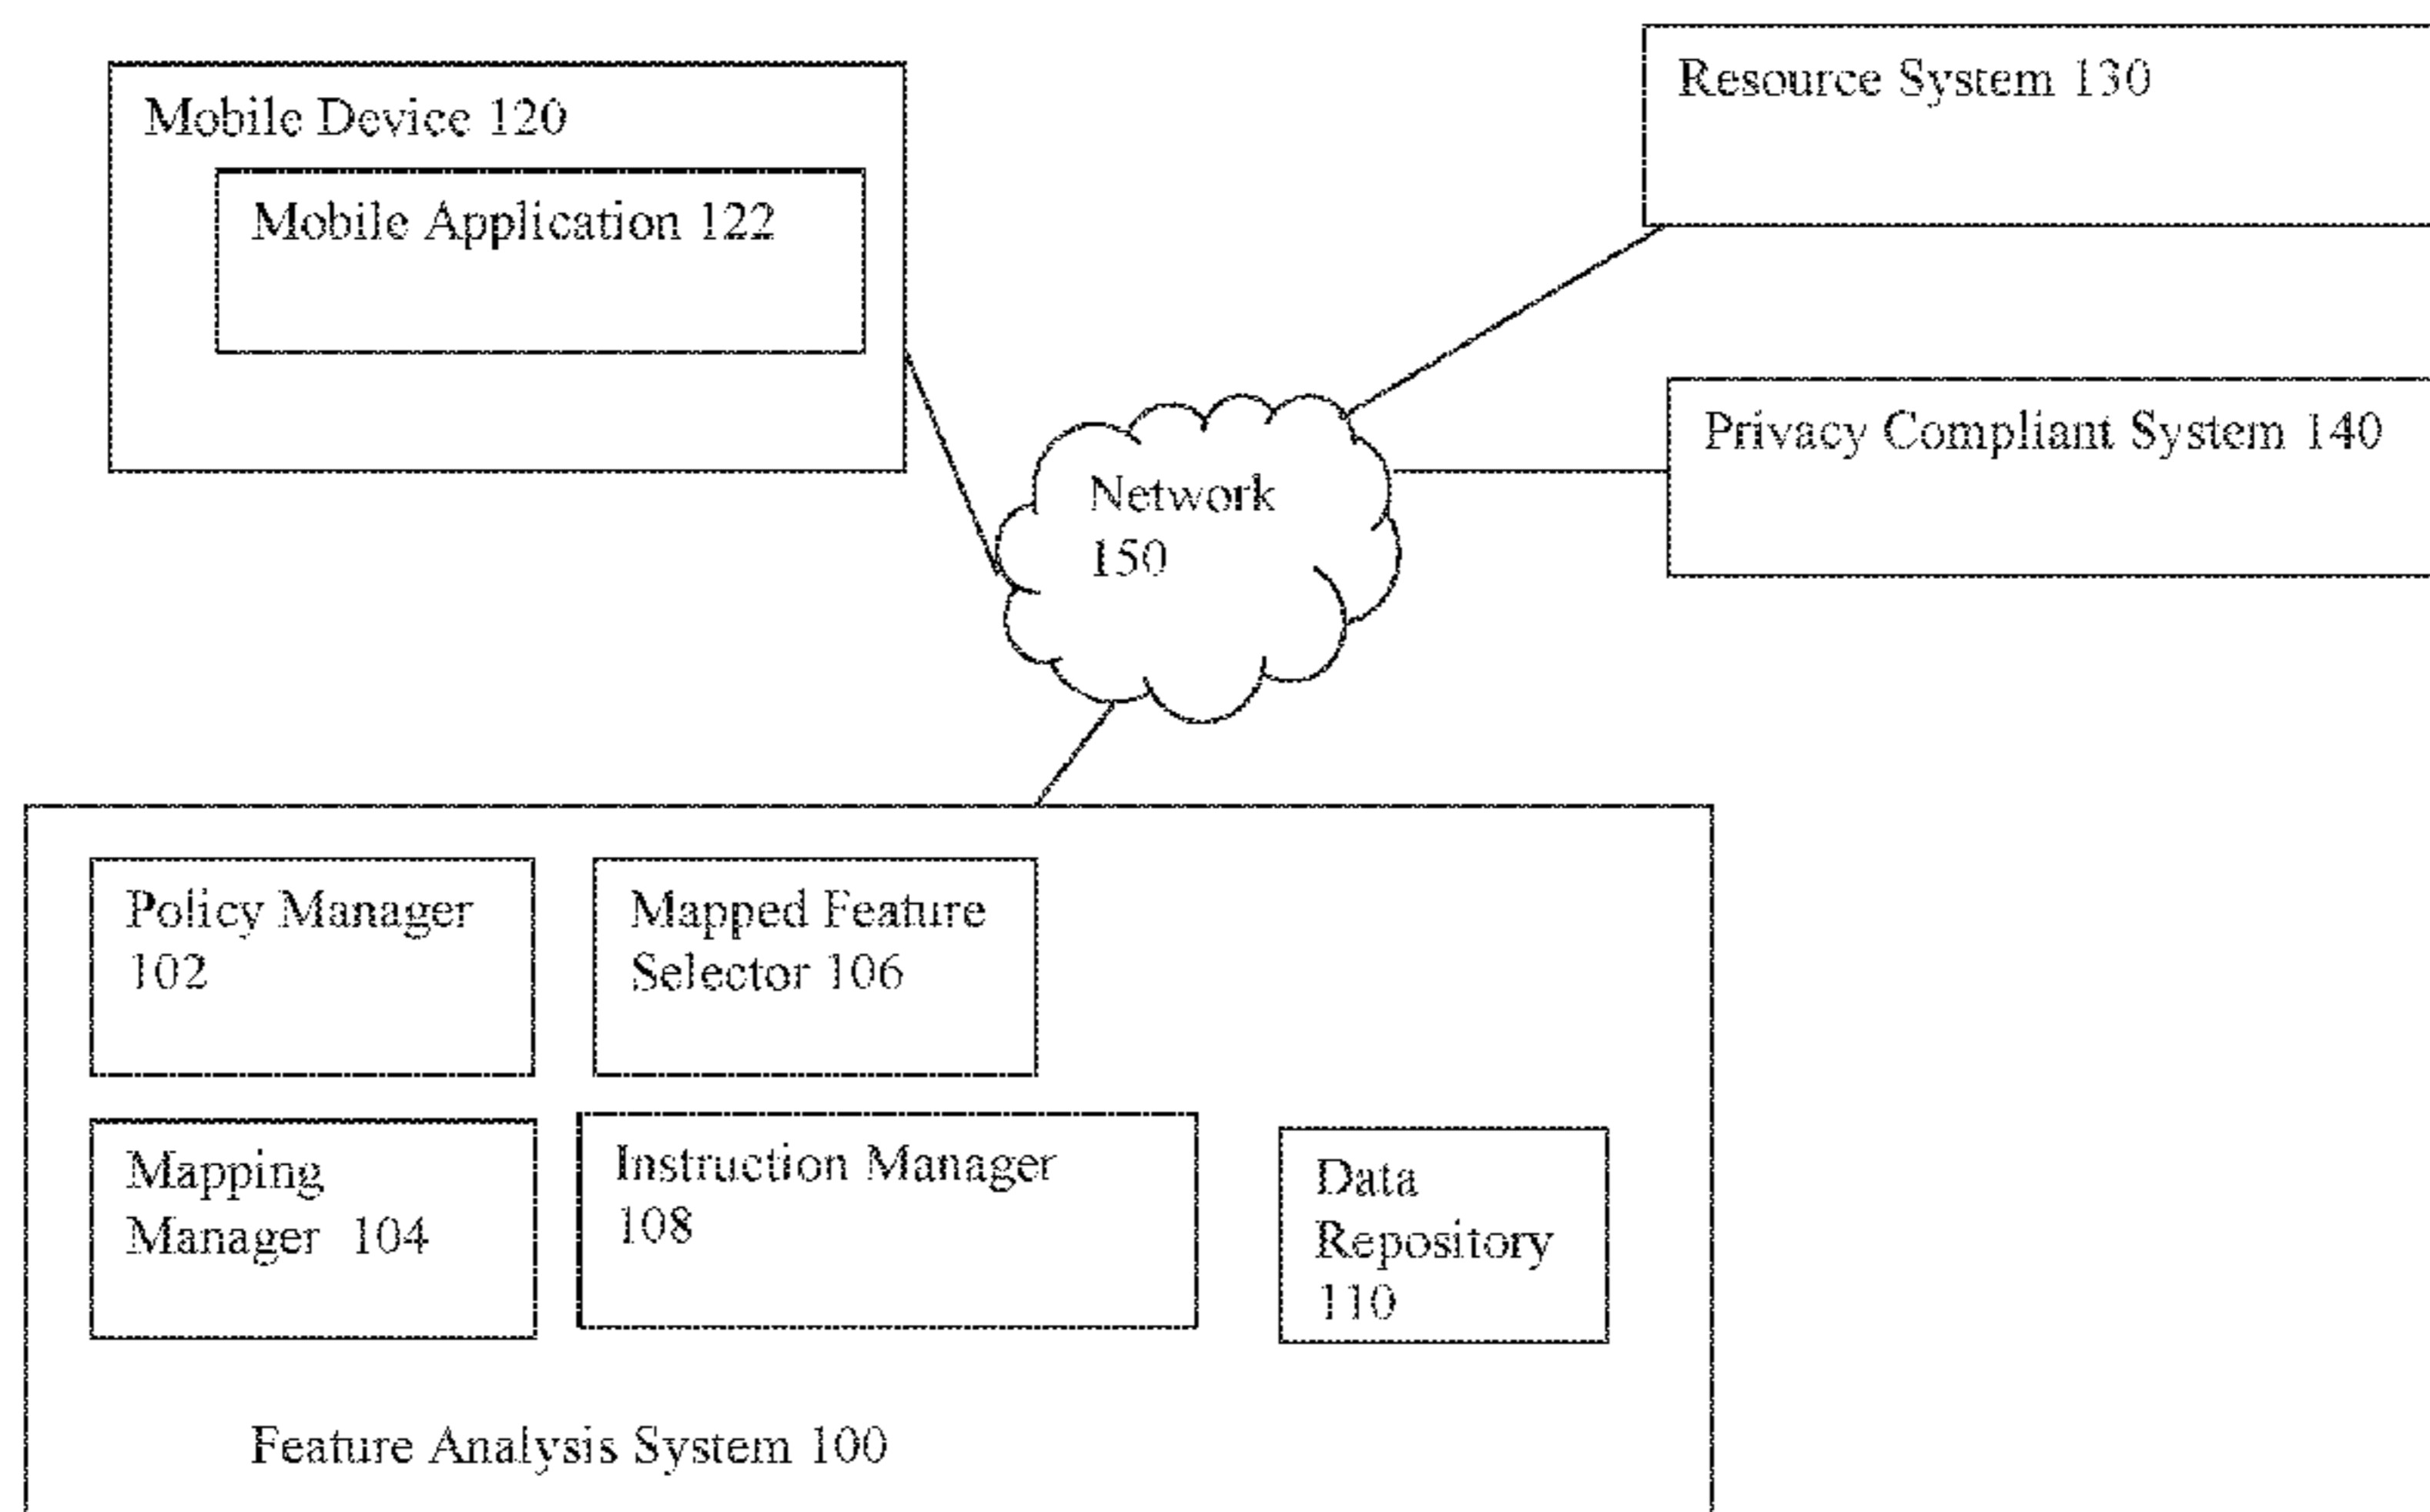 Mobile Device 120
Mobile Application 122
Resource System 130
Privacy Compliant System 140
Network
150
Policy Manager
102
Mapped Feature
Selector 106
Mapping
Manager 104
Instruction Manager
108
Data
Repository
110
Feature Analysis System 100